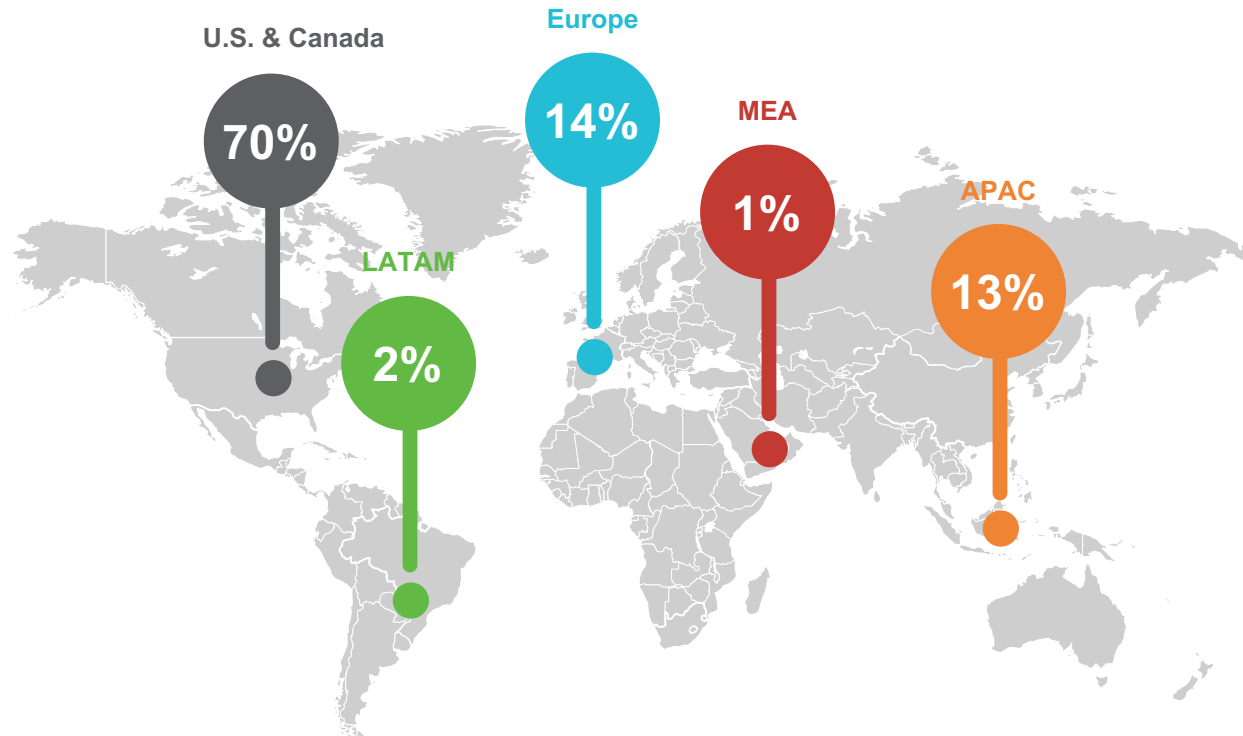 U.S. & Canada
70%
Europe
14%
MEA
1%
APAC
13%
LATAM
2%